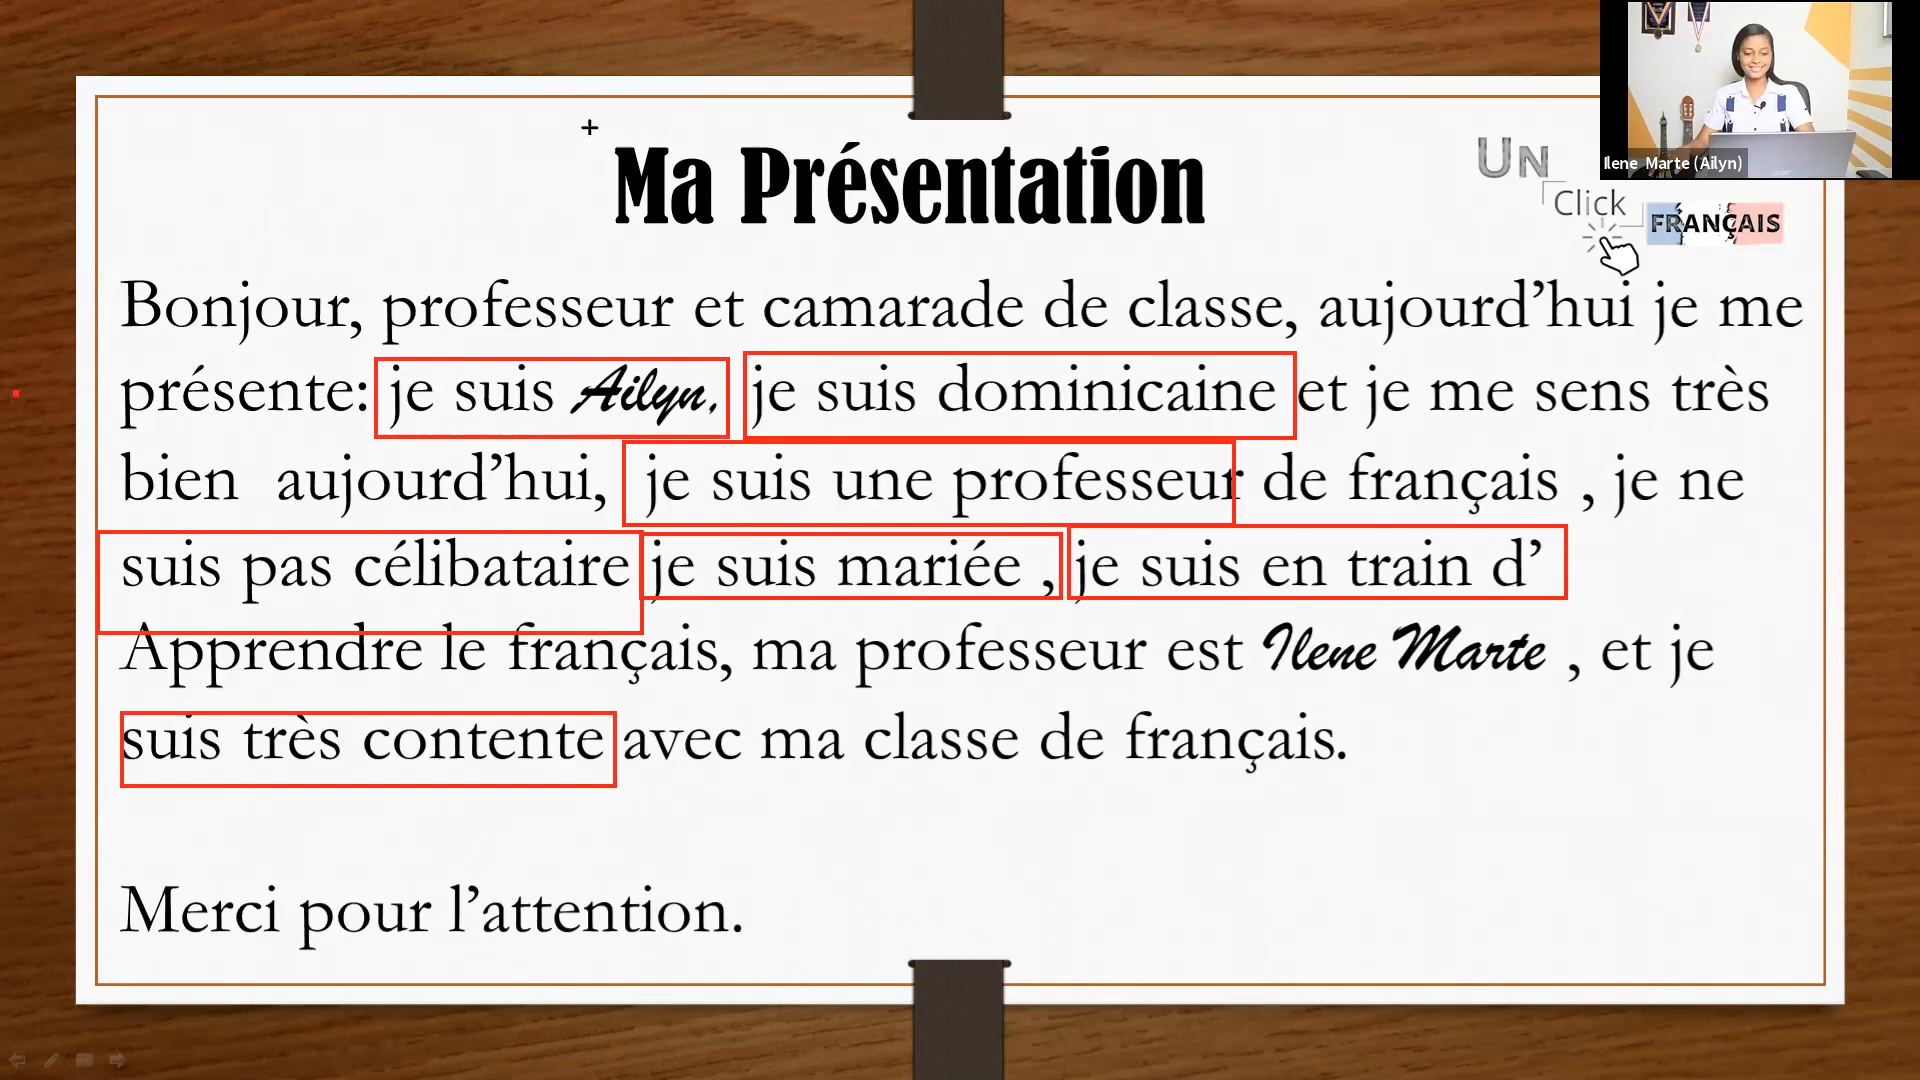 Ma Présentation
Un
Click
FRANÇAIS
Ilene Marte (Ailyn)
Bonjour, professeur et camarade de classe, aujourd’hui je me
présente: je suis Ailyn, je suis dominicaine et je me sens très
bien aujourd’hui, je suis une professeur de français , je ne
suis pas célibataire je suis mariée , je suis en train d’
Apprendre le français, ma professeur est Ilene Marte , et je
suis très contente avec ma classe de français.
Merci pour l’attention.